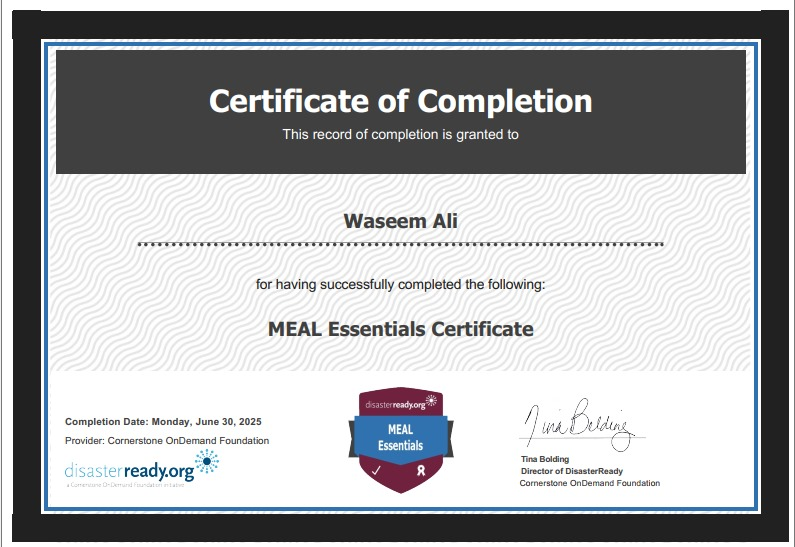 Certificate of Completion
This record of completion is granted to
Waseem Ali
for having successfully completed the following:
MEAL Essentials Certificate
Completion Date: Monday, June 30, 2025
Provider: Cornerstone OnDemand Foundation
disasterready.org
a Cornerstone OnDemand Foundation initiative
disasterready.org
MEAL
Essentials
Nina Bolding
Tina Bolding
Director of DisasterReady
Cornerstone OnDemand Foundation